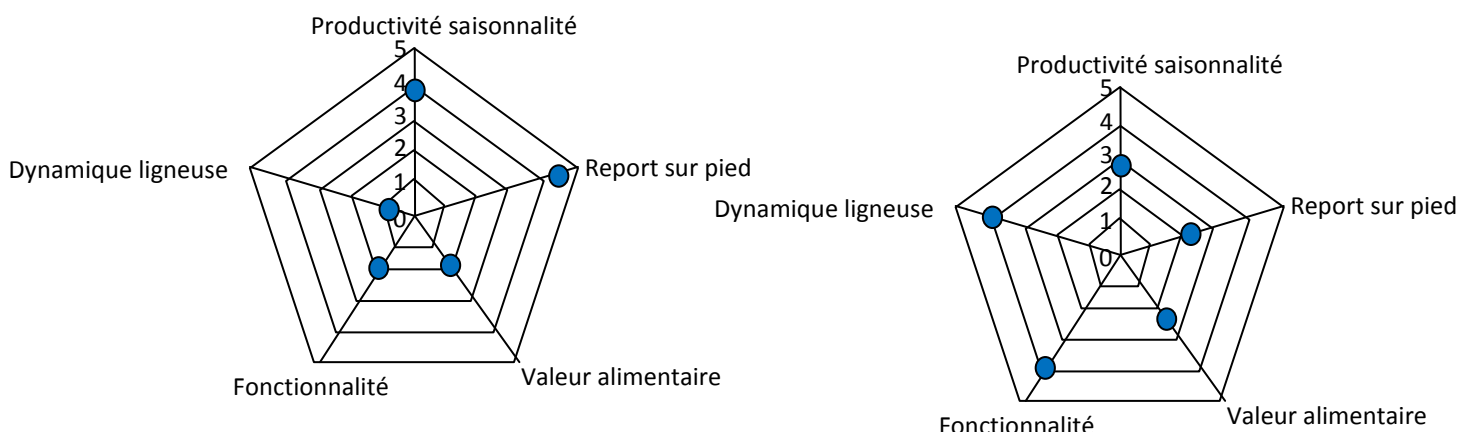 Productivité saisonnalité
5
4
3
2
1
0
Dynamique ligneuse
Report sur pied
Fonctionnalité
Valeur alimentaire
Productivité saisonnalité
5
4
3
2
1
0
Dynamique ligneuse
Report sur pied
Fonctionnalité
Valeur alimentaire